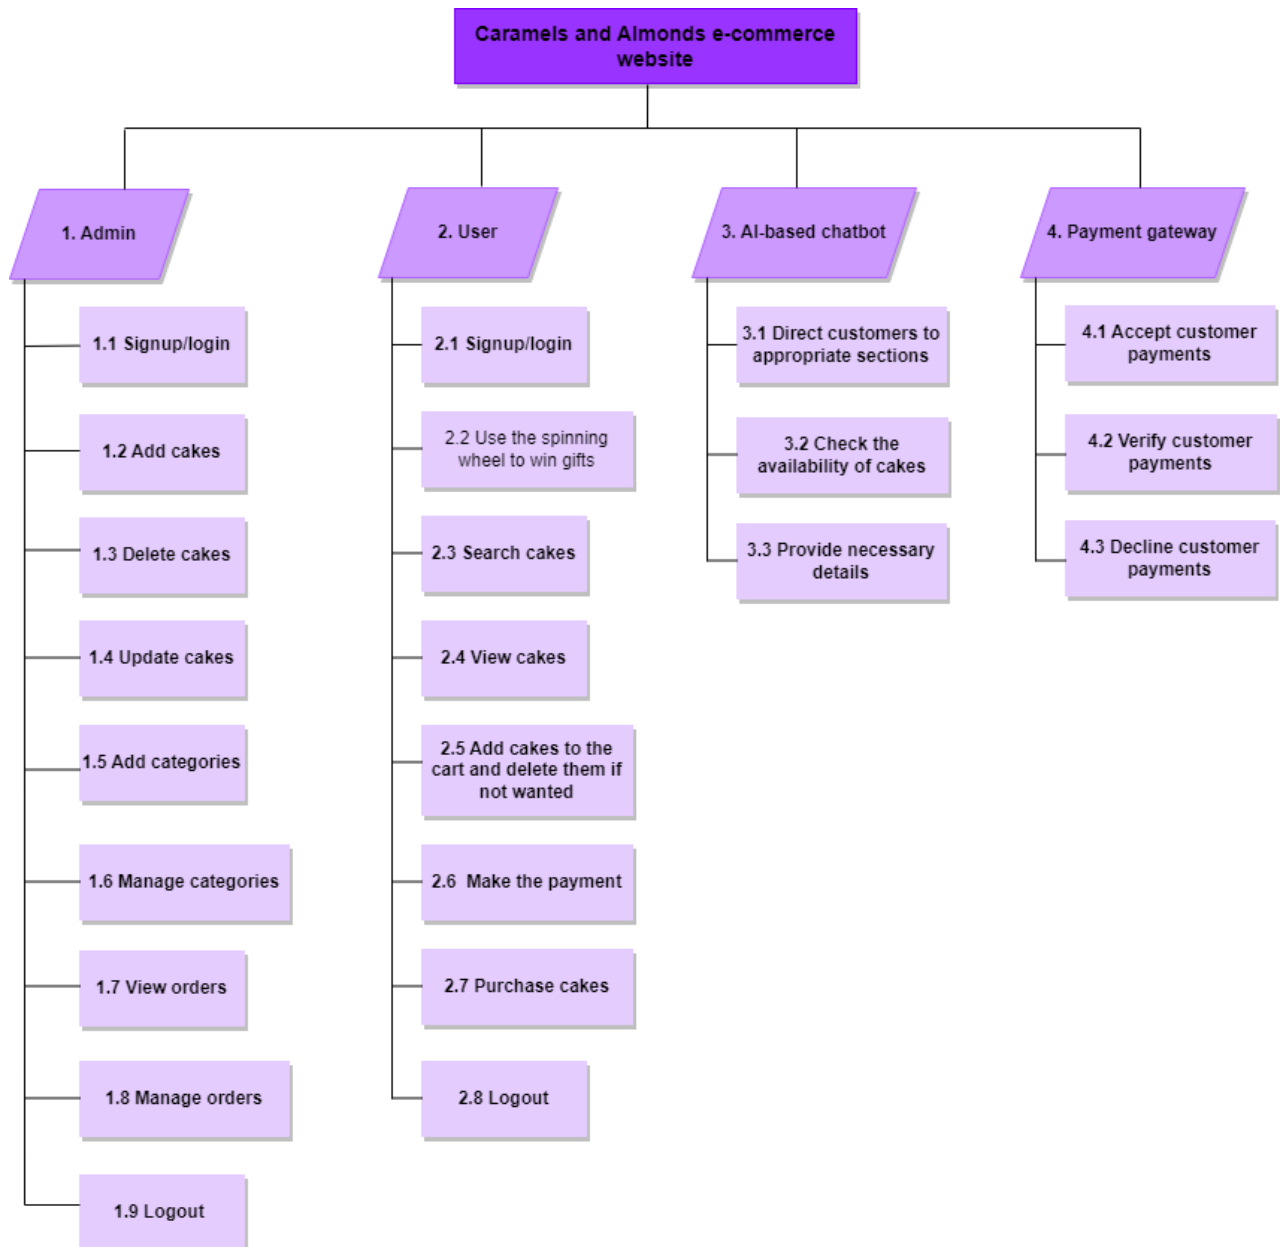 Caramels and Almonds e-commerce
website
1. Admin
2. User
3. AI-based chatbot
4. Payment gateway
1.1 Signup/login
1.2 Add cakes
1.3 Delete cakes
1.4 Update cakes
1.5 Add categories
1.6 Manage categories
1.7 View orders
1.8 Manage orders
1.9 Logout
2.1 Signup/login
2.2 Use the spinning
wheel to win gifts
2.3 Search cakes
2.4 View cakes
2.5 Add cakes to the
cart and delete them if
not wanted
2.6 Make the payment
2.7 Purchase cakes
2.8 Logout
3.1 Direct customers to
appropriate sections
3.2 Check the
availability of cakes
3.3 Provide necessary
details
4.1 Accept customer
payments
4.2 Verify customer
payments
4.3 Decline customer
payments